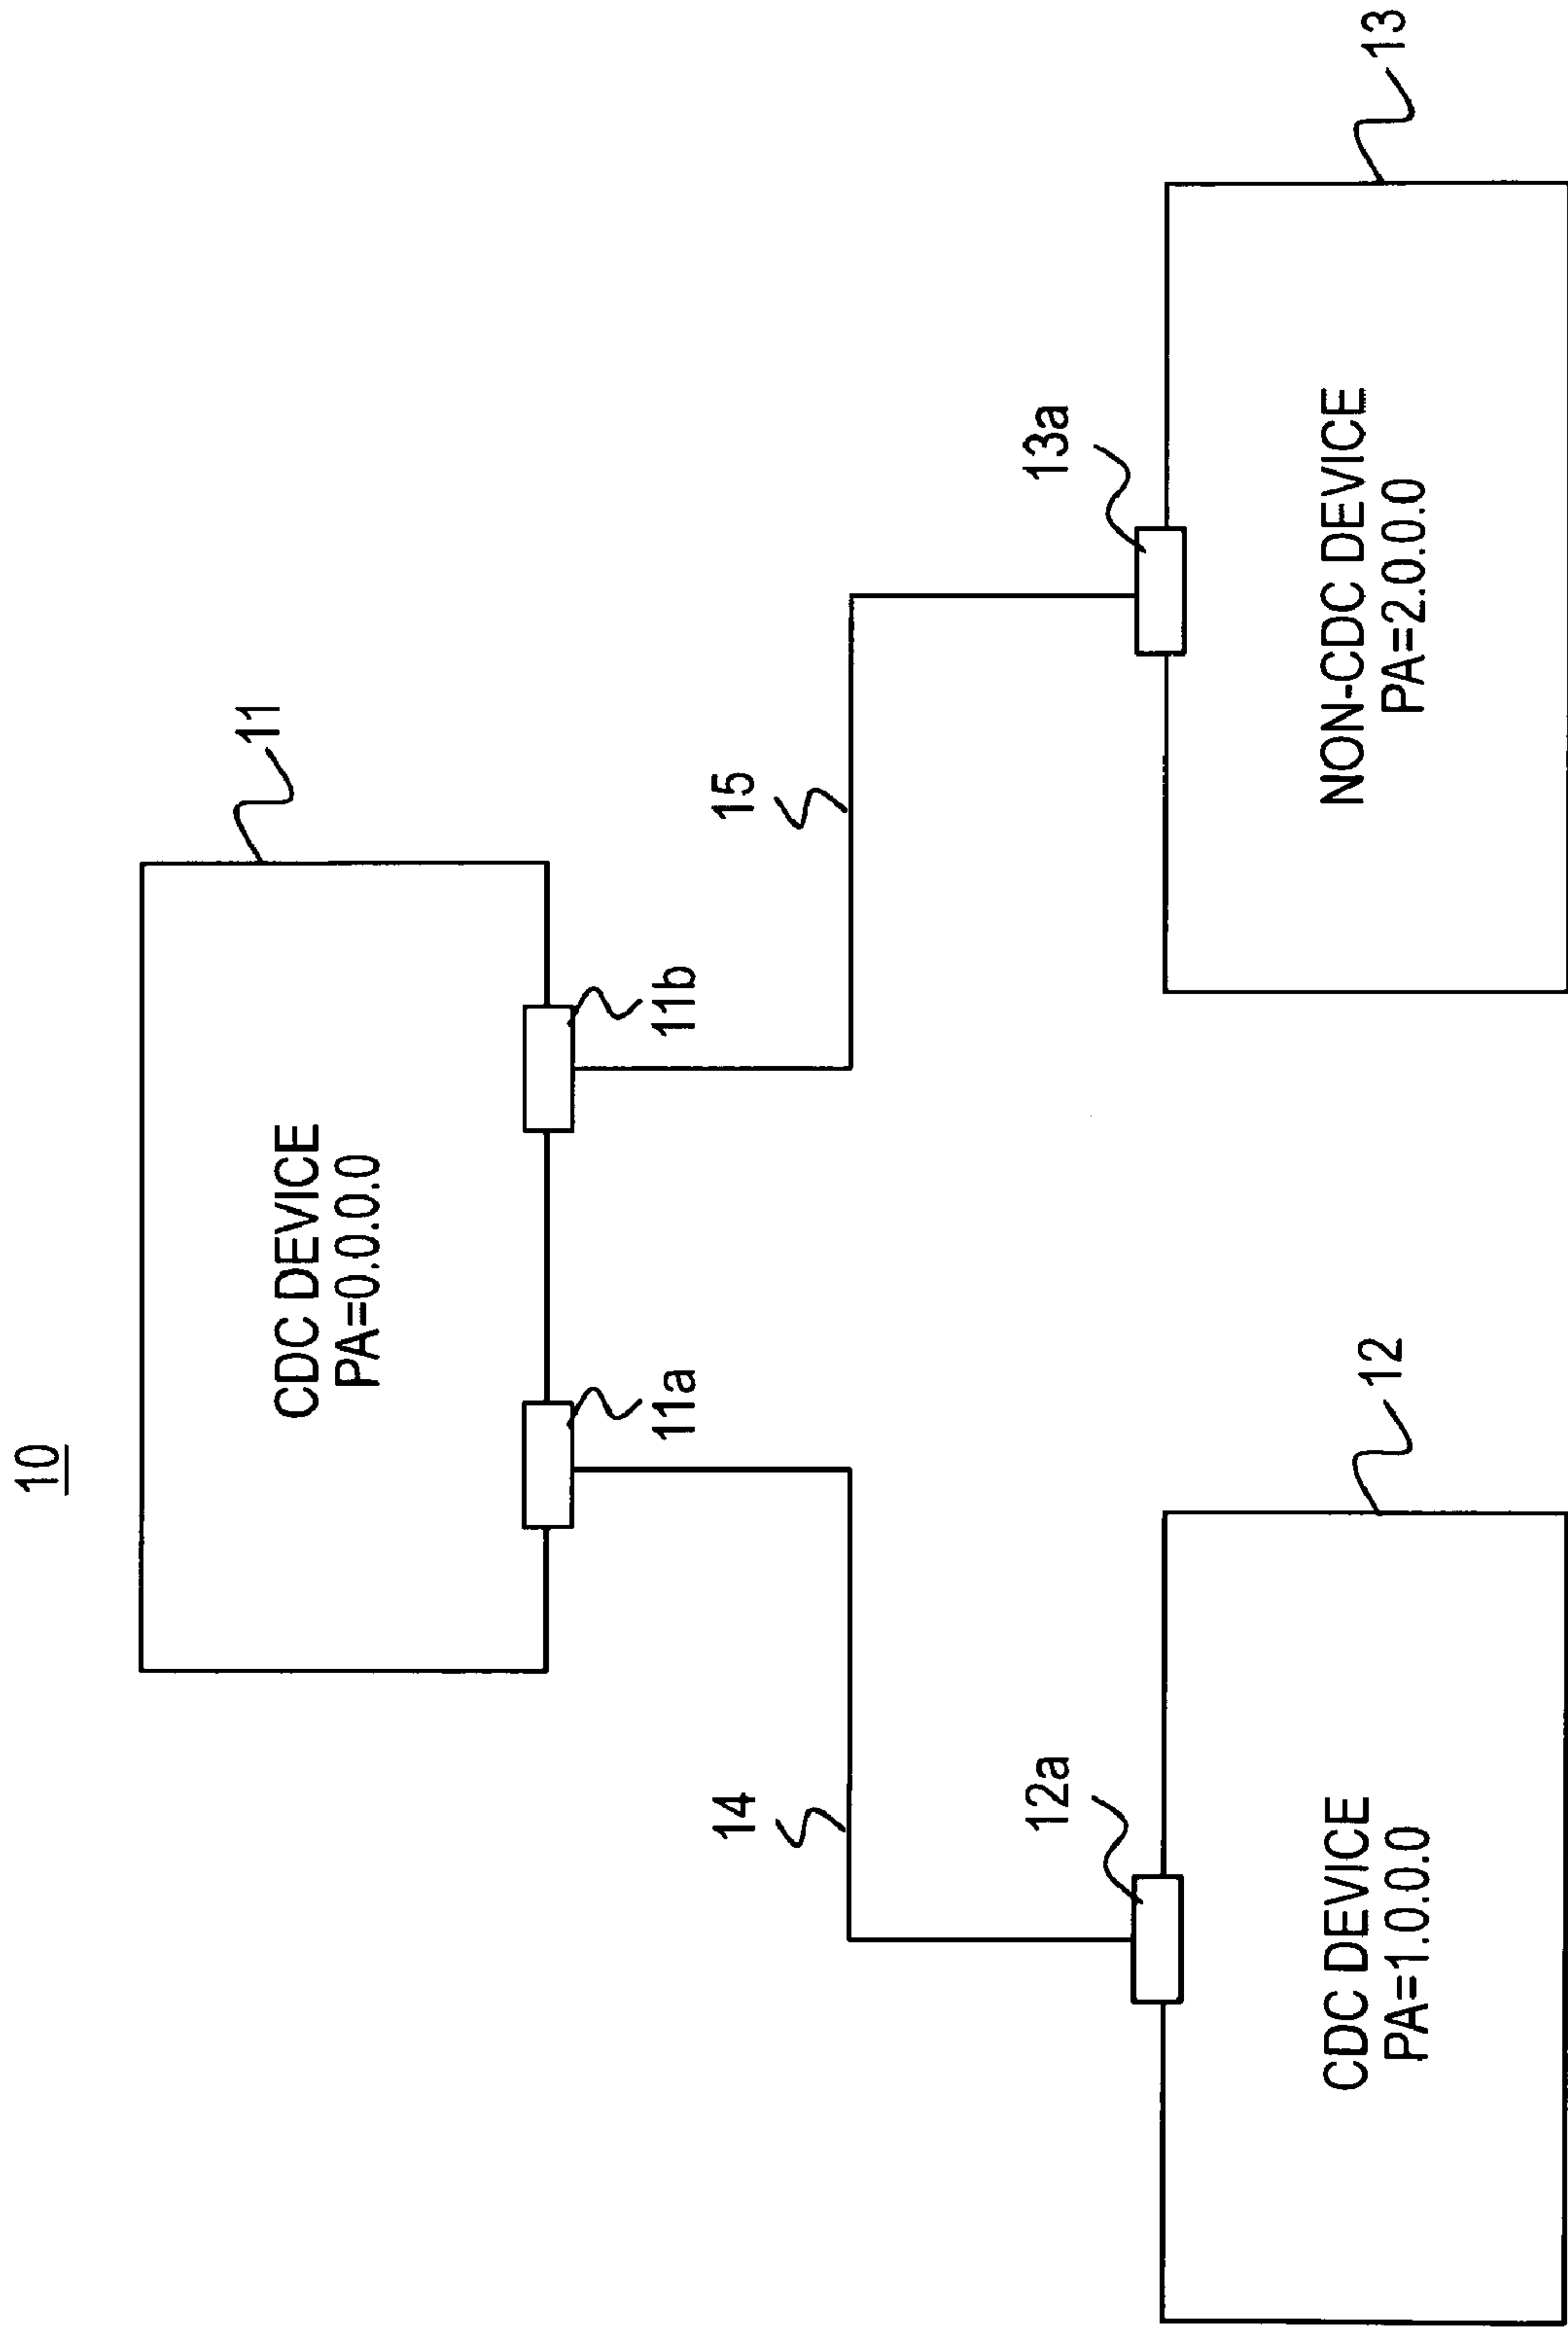 10
11
CDC DEVICE
PA=0.0.0.0
11a
11b
14
15
12a
13a
12
CDC DEVICE
PA=1.0.0.0
13
NON-CDC DEVICE
PA=2.0.0.0